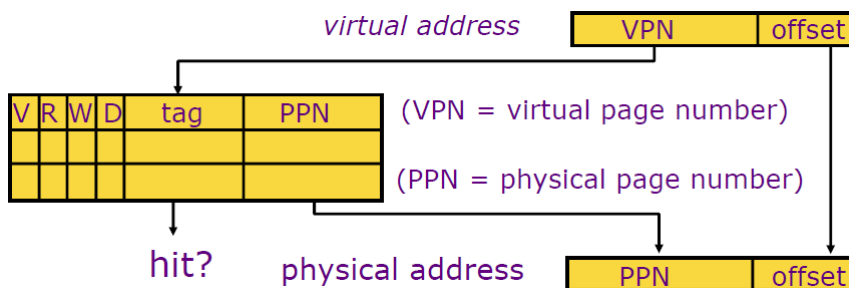 virtual address VPN offset
V R W D tag PPN (VPN = virtual page number)
(PPN = physical page number)
hit? physical address PPN offset